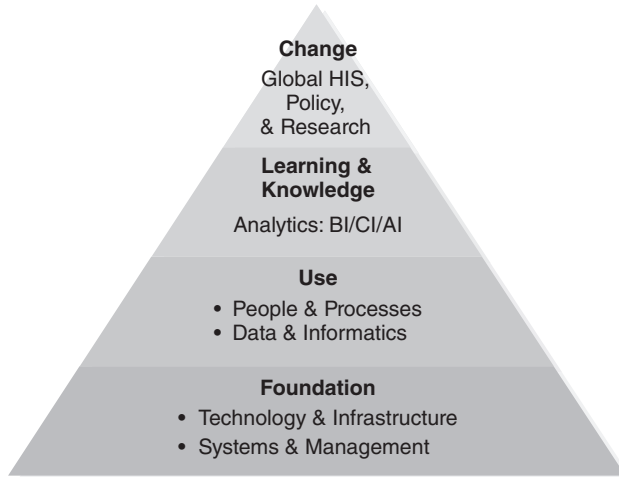 Change
Global HIS,
Policy,
& Research
Learning &
Knowledge
Analytics: BI/CI/AI
Use
• People & Processes
• Data & Informatics
Foundation
• Technology & Infrastructure
• Systems & Management